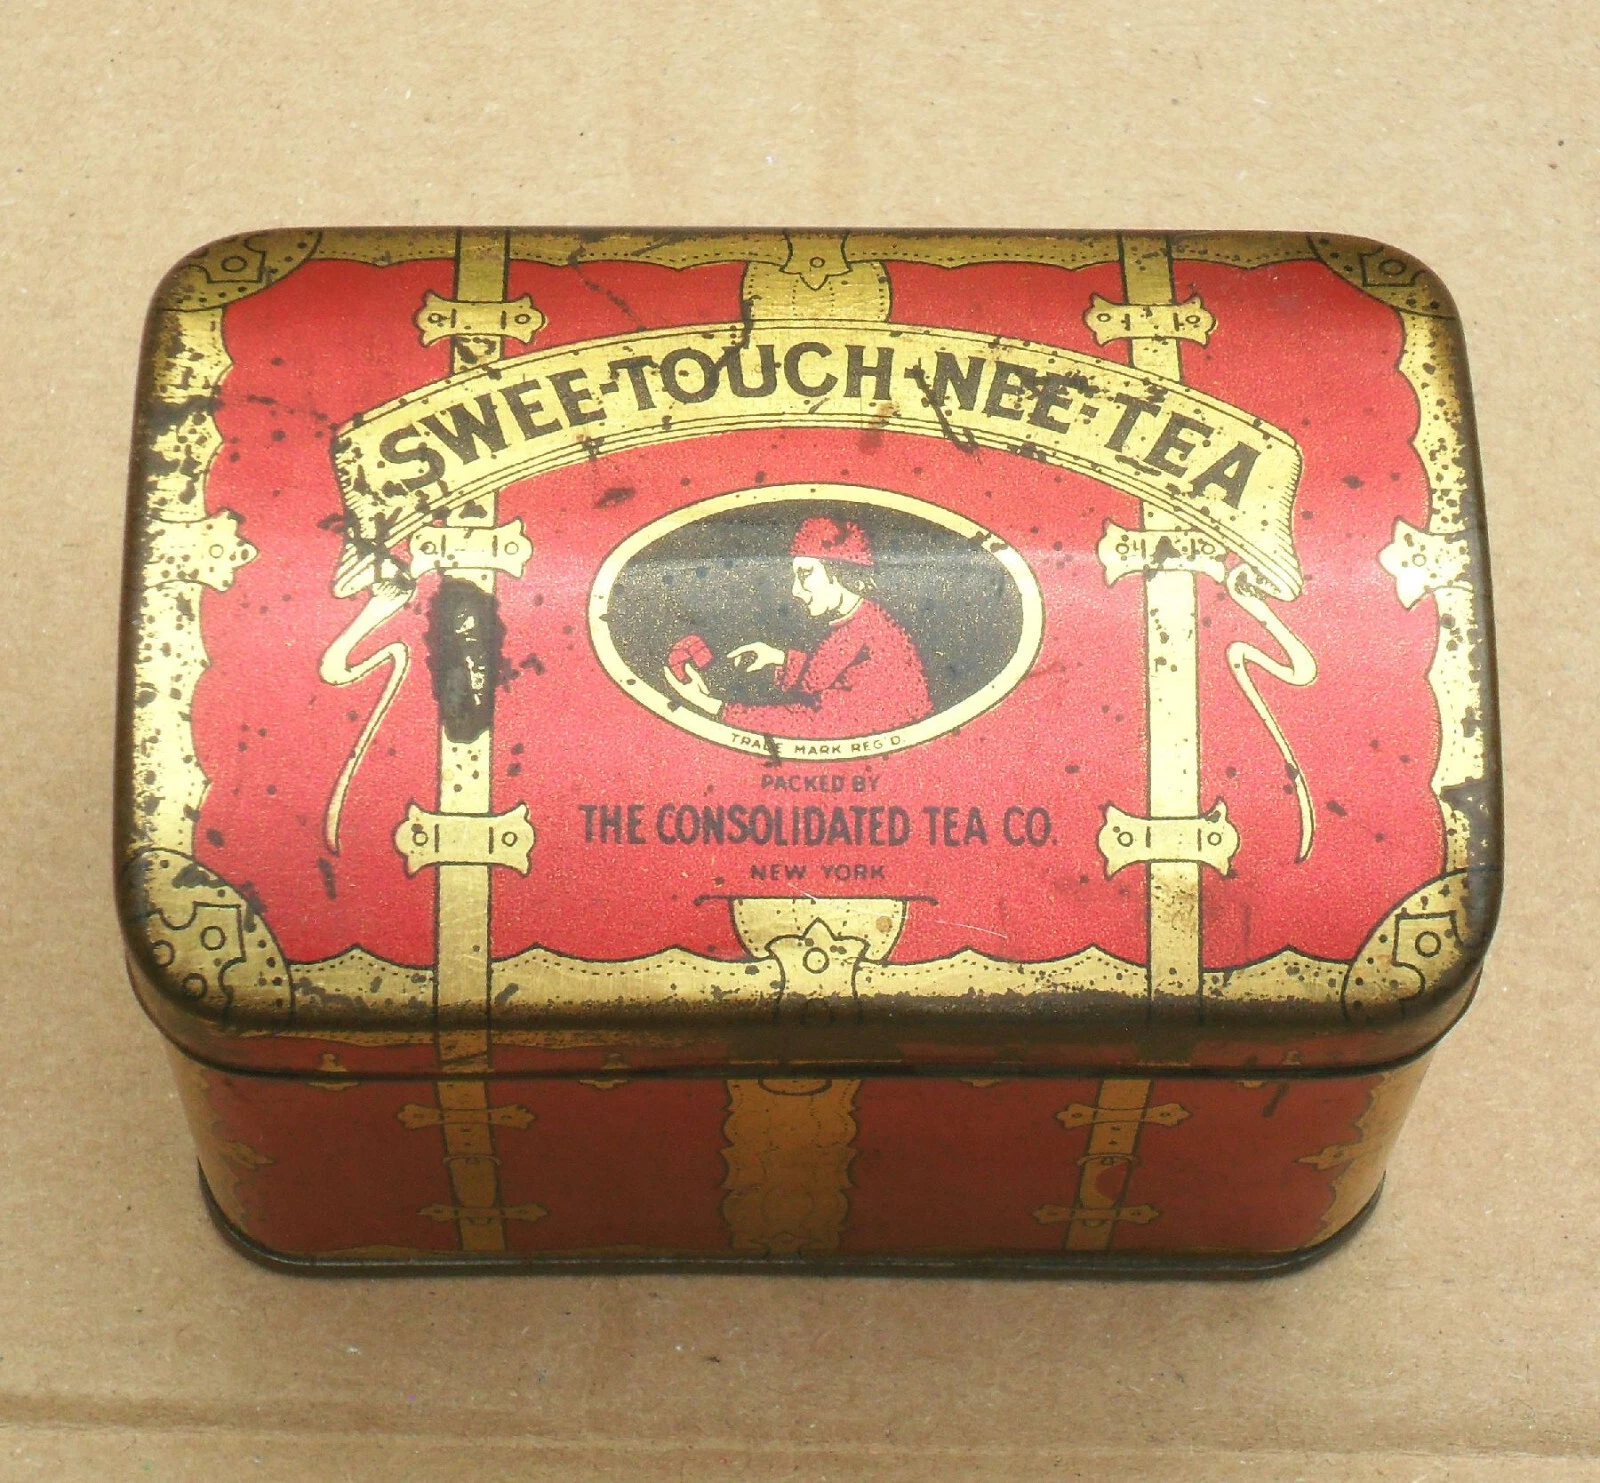 SWEE-TOUCH-NEE-TEA
TRADE MARK REG'D.
PACKED BY
THE CONSOLIDATED TEA CO.
NEW YORK